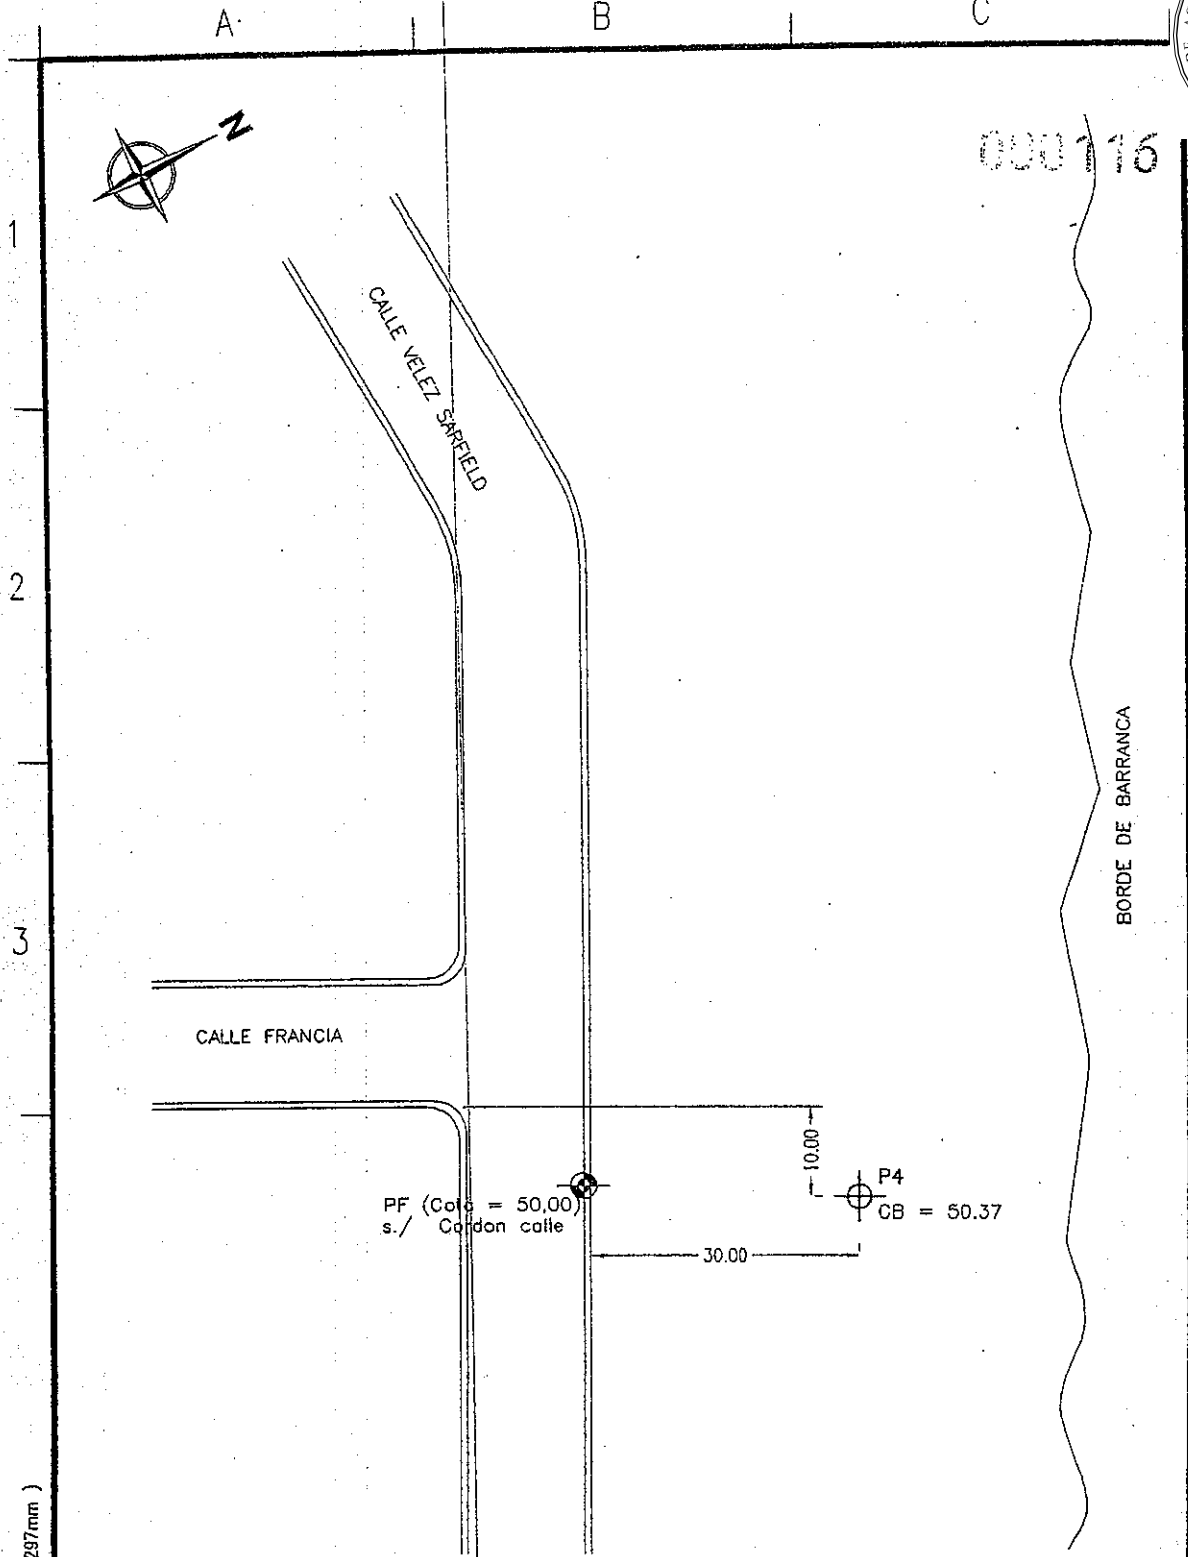 A
B
C
N
000116
1
CALLE VELEZ SARFIELD
2
BORDE DE BARRANCA
3
CALLE FRANCIA
10.00
P4
CB = 50.37
PF (Cota = 50,00)
s./ Cordon calle
30.00
297mm )